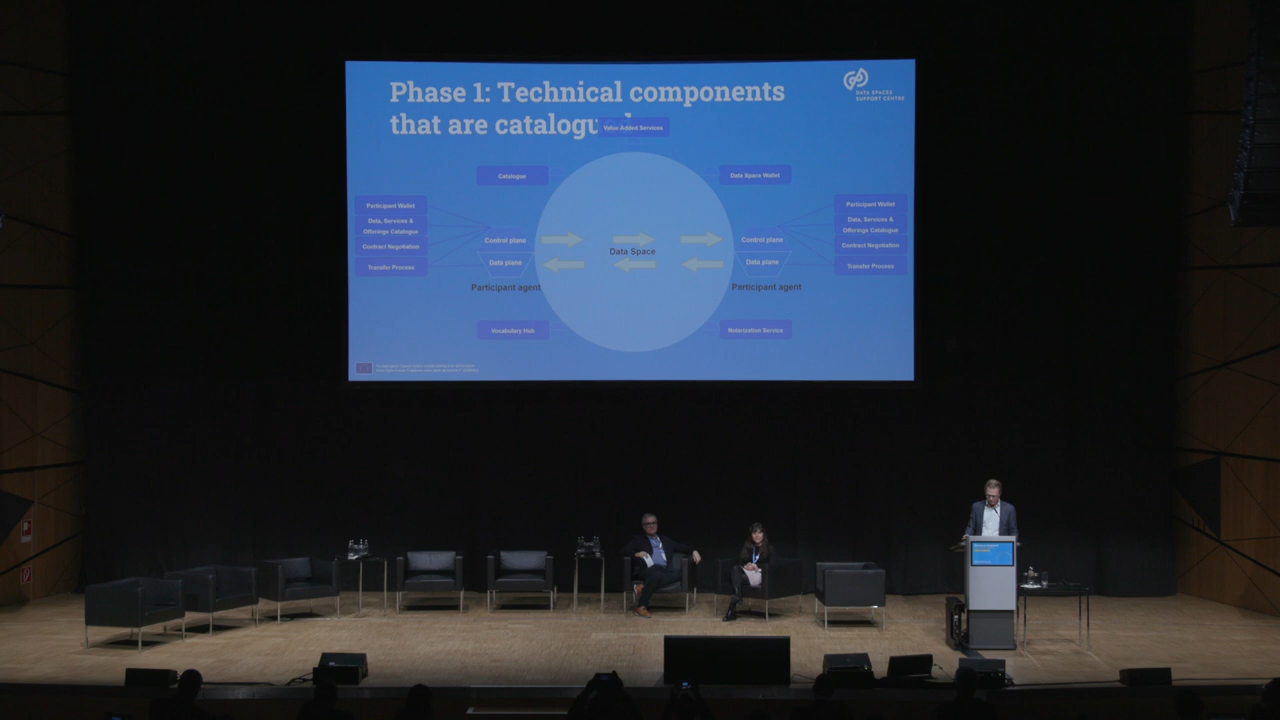 Phase 1: Technical components
that are catalogu
DATA SPACES
SUPPORT CENTRE
Value Added Services
Catalogue
Data Space Wallet
Participant Wallet
Data, Services &
Offerings Catalogue
Contract Negotiation
Transfer Process
Control plane
Data plane
Participant agent
Data Space
Control plane
Data plane
Participant agent
Participant Wallet
Data, Services &
Offerings Catalogue
Contract Negotiation
Transfer Process
Vocabulary Hub
Notarization Service